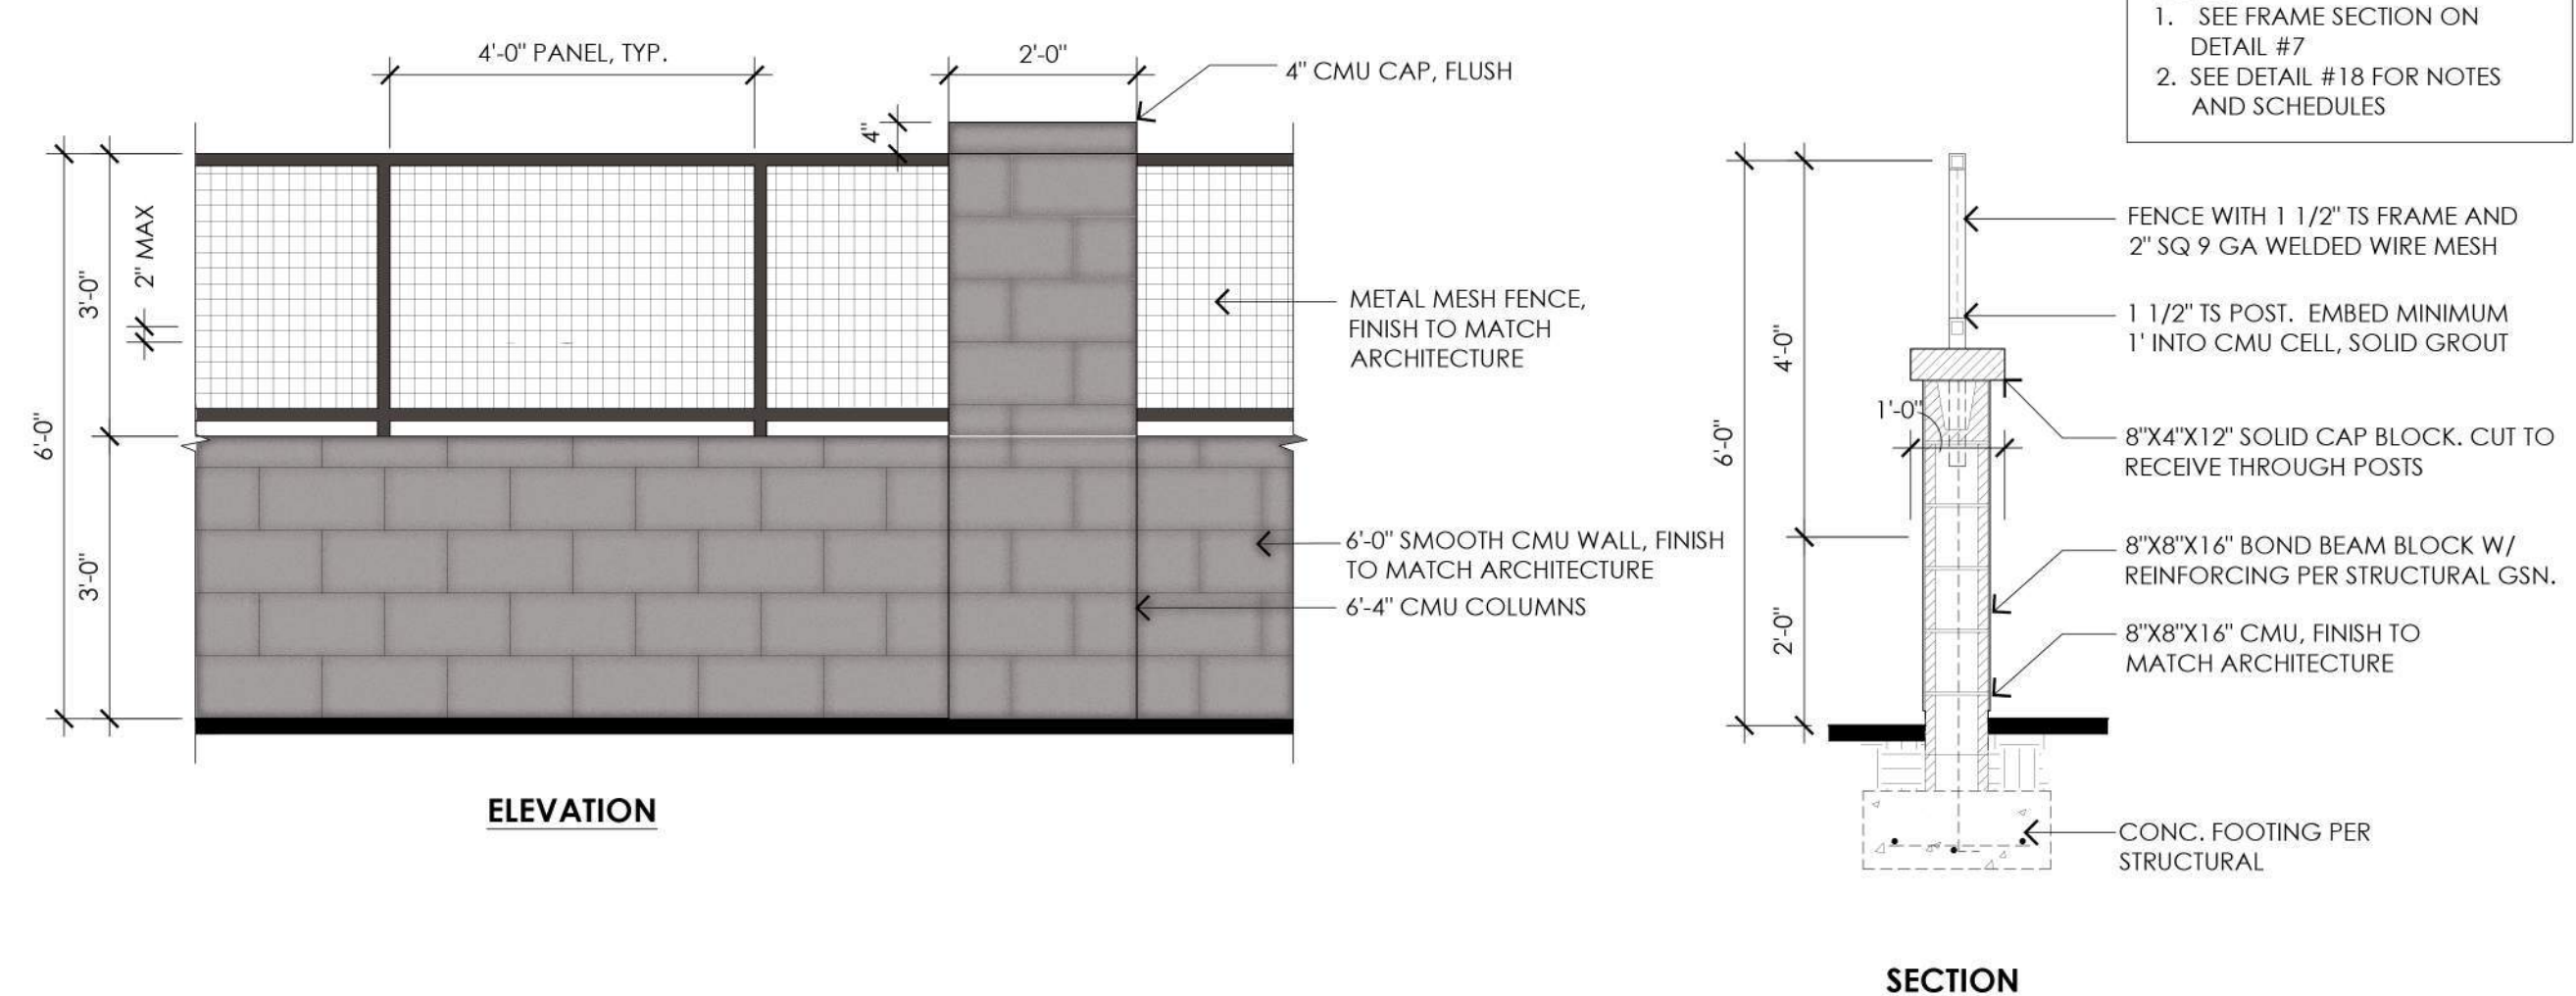 4'-0" PANEL, TYP.
2'-0"
4" CMU CAP, FLUSH
4"
2" MAX
3'-0"
6'-0"
3'-0"
METAL MESH FENCE,
FINISH TO MATCH
ARCHITECTURE
6'-0" SMOOTH CMU WALL, FINISH
TO MATCH ARCHITECTURE
6'-4" CMU COLUMNS
ELEVATION
1. SEE FRAME SECTION ON
DETAIL #7
2. SEE DETAIL #18 FOR NOTES
AND SCHEDULES
FENCE WITH 1 1/2" TS FRAME AND
2" SQ 9 GA WELDED WIRE MESH
1 1/2" TS POST. EMBED MINIMUM
1' INTO CMU CELL, SOLID GROUT
4'-0"
1'-0"
6'-0"
8"X4"X12" SOLID CAP BLOCK. CUT TO
RECEIVE THROUGH POSTS
8"X8"X16" BOND BEAM BLOCK W/
REINFORCING PER STRUCTURAL GSN.
2'-0"
8"X8"X16" CMU, FINISH TO
MATCH ARCHITECTURE
CONC. FOOTING PER
STRUCTURAL
SECTION